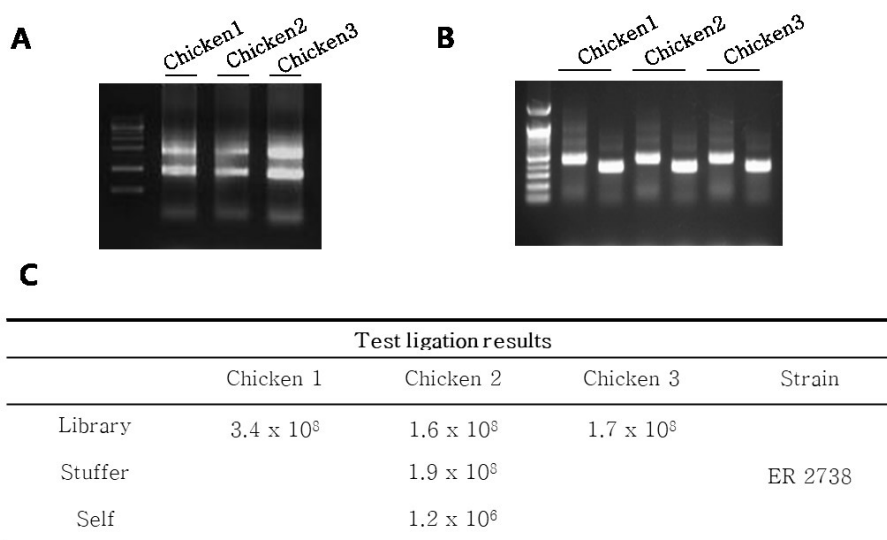 A
Chicken1
Chicken2
Chicken3
B
Chicken1
Chicken2
Chicken3
C
Test ligation results
Chicken 1 Chicken 2 Chicken 3 Strain
Library 3.4 x 10⁸ 1.6 x 10⁸ 1.7 x 10⁸
Stuffer 1.9 x 10⁸ ER 2738
Self 1.2 x 10⁶